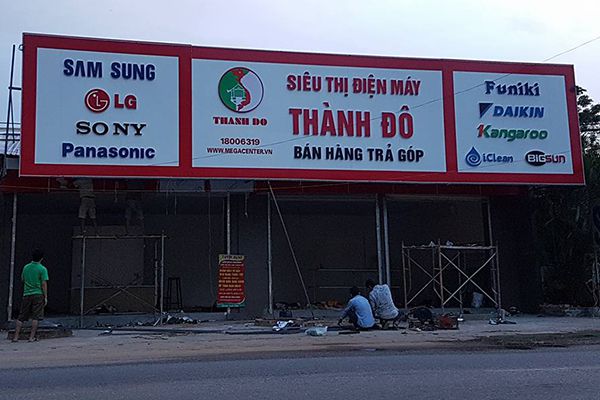 SAM SUNG
LG
SONY
Panasonic
THANH DO
18006319
WWW.MEGACENTER.VN
SIÊU THỊ ĐIỆN MÁY
THÀNH ĐÔ
BÁN HÀNG TRẢ GÓP
Funiki
DAIKIN
Kangaroo
iClean
BIGSUN